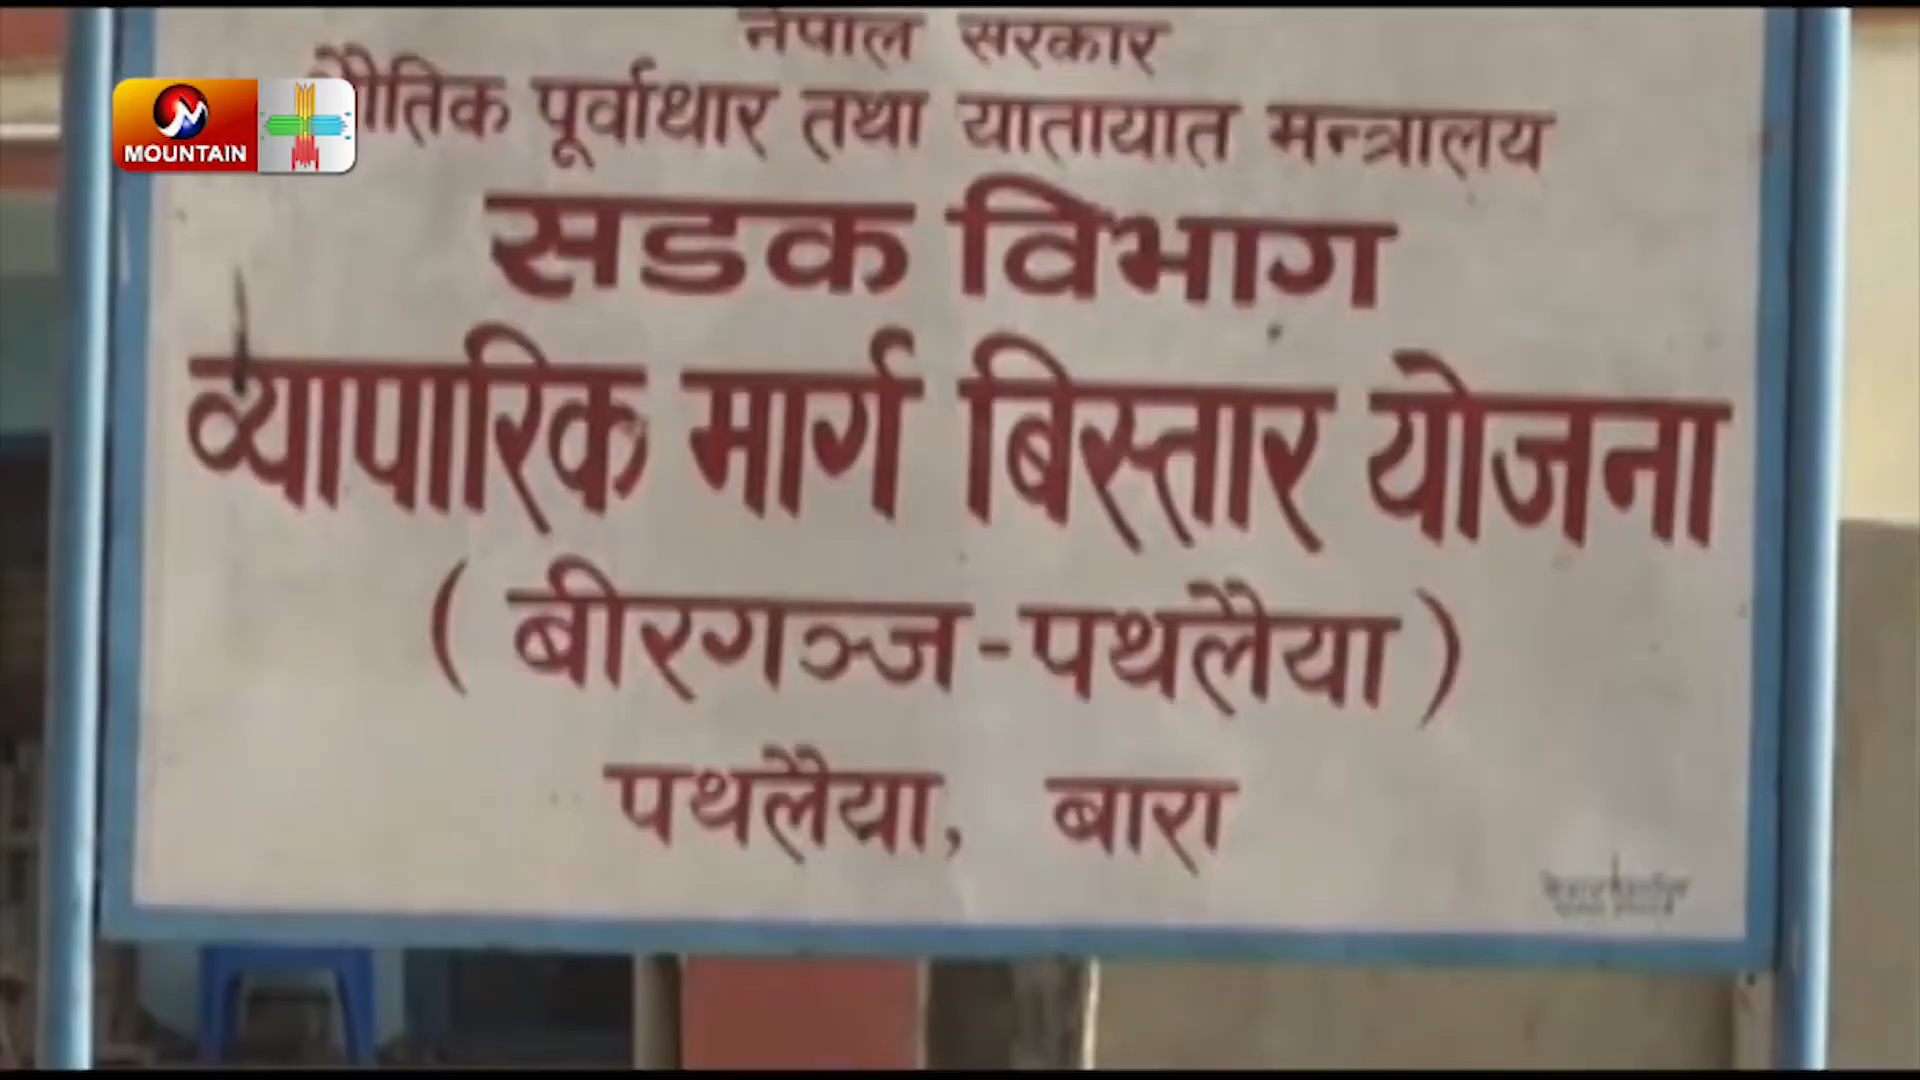 नेपाल सरकार
भौतिक पूर्वाधार तथा यातायात मन्त्रालय
सडक विभाग
व्यापारिक मार्ग बिस्तार योजना
( बीरगञ्ज-पथलैया )
पथलैया, बारा
MOUNTAIN